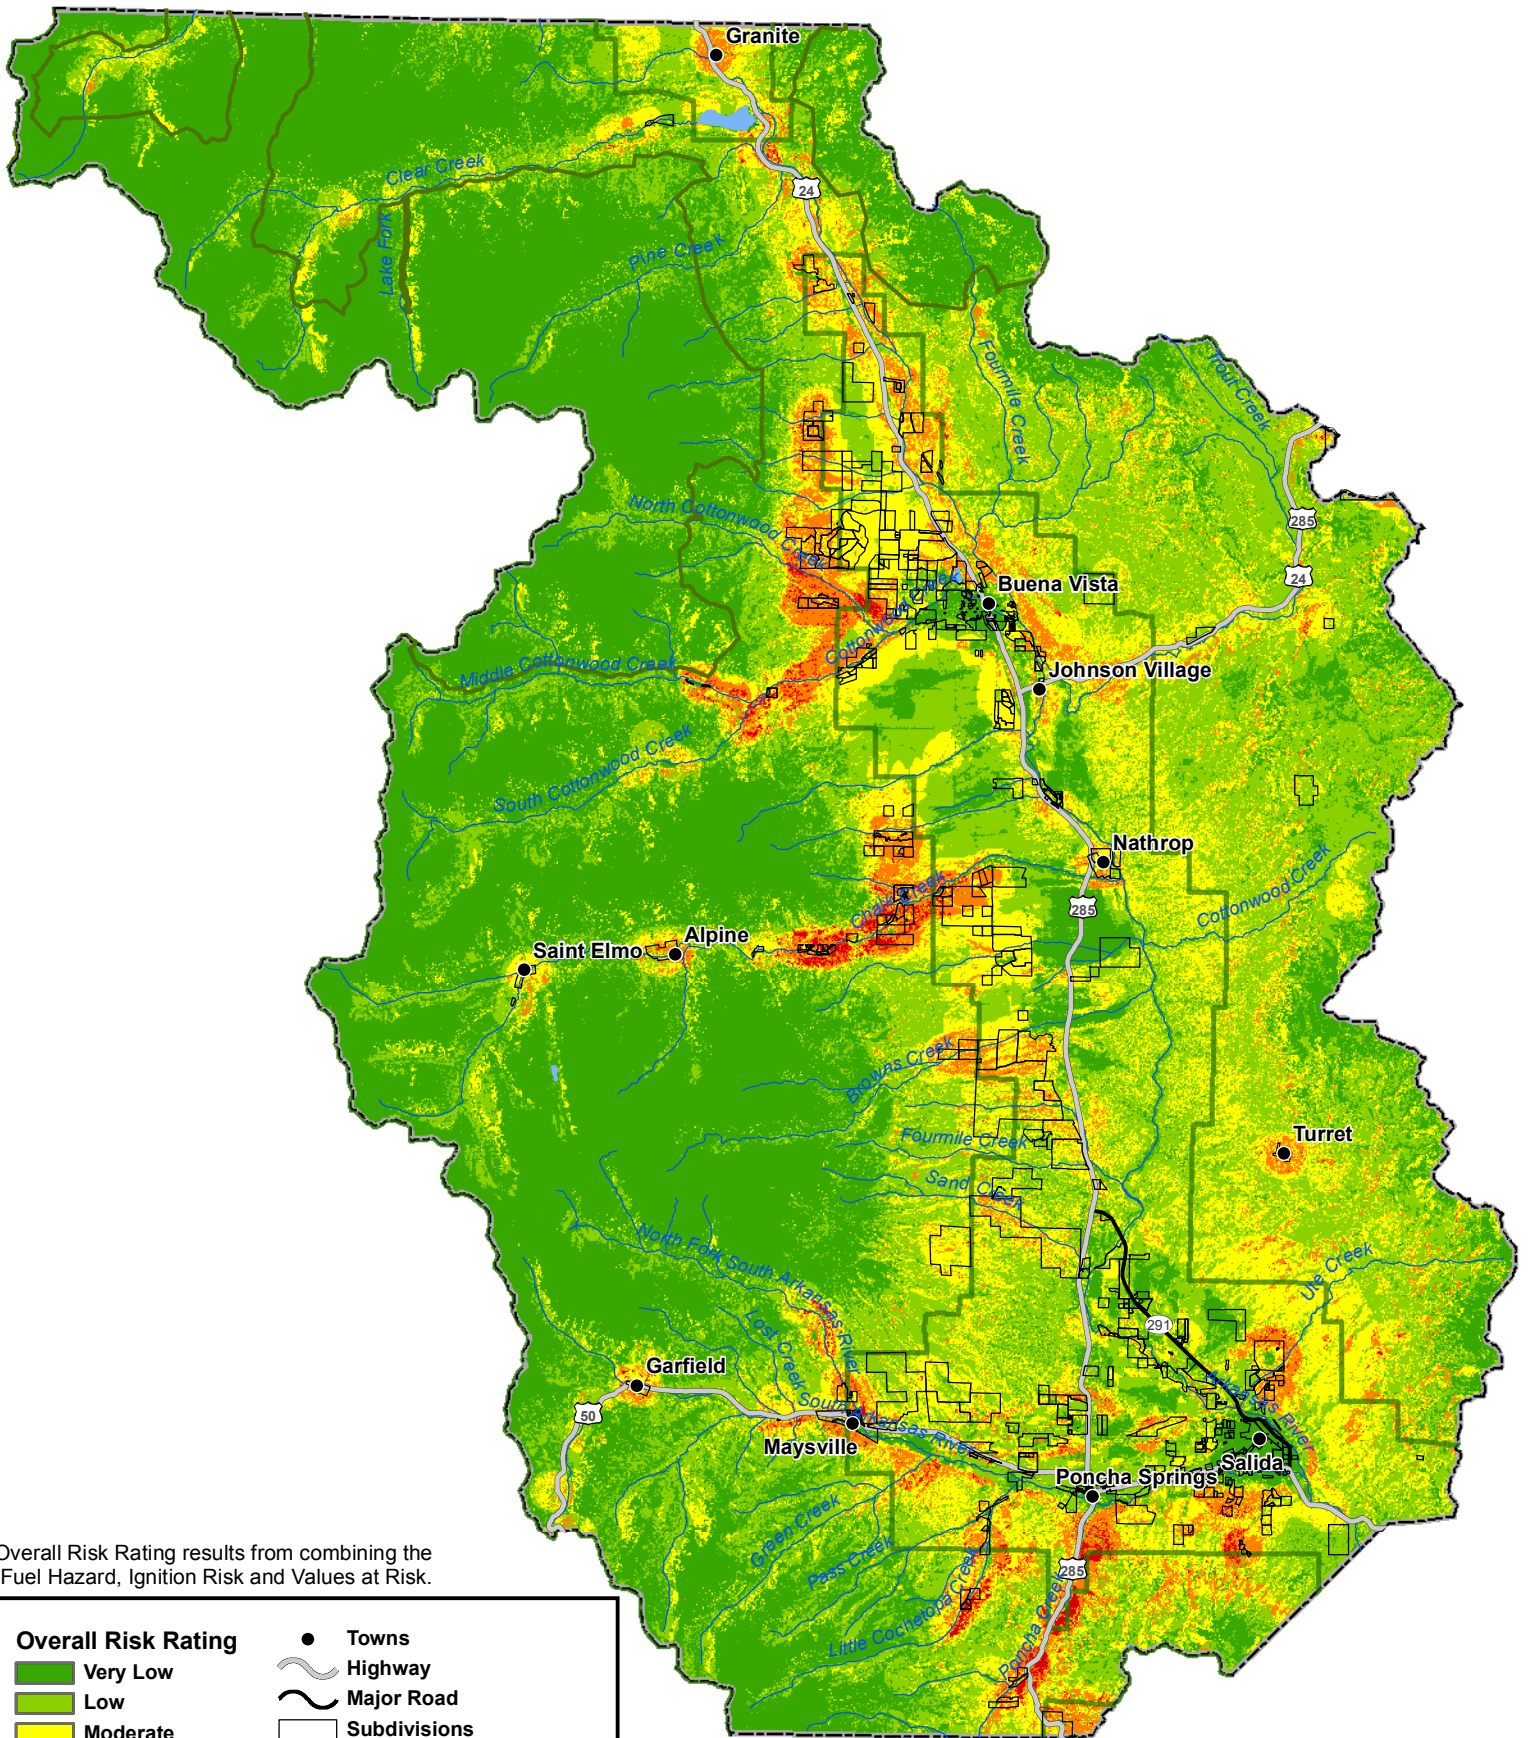 Granite
Clear Creek
24
Lake Fork
Pine Creek
Fourmile Creek
Trout Creek
North Cottonwood Creek
285
24
Cottonwood Creek
Buena Vista
Middle Cottonwood Creek
Johnson Village
South Cottonwood Creek
Nathrop
Cottonwood Creek
Chalk Creek
285
Alpine
Saint Elmo
Browns Creek
Fourmile Creek
Turret
Sand Creek
North Fork South Arkansas River
Ute Creek
Lost Creek
291
Garfield
50
South Arkansas River
Arkansas River
Maysville
Salida
Poncha Springs
Green Creek
Pass Creek
285
Little Cochetopa Creek
Poncha Creek
Overall Risk Rating results from combining the
Fuel Hazard, Ignition Risk and Values at Risk.
Overall Risk Rating
Very Low
Low
Moderate
Towns
Highway
Major Road
Subdivisions